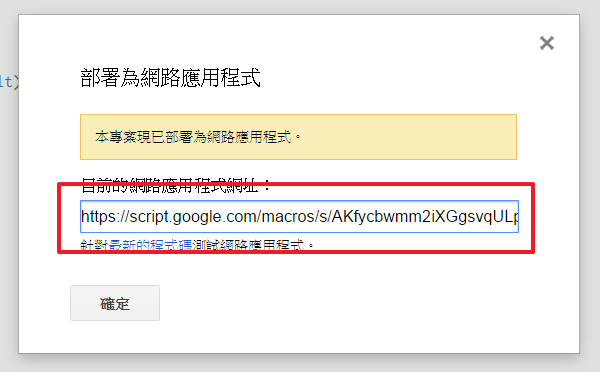 lt)
部署為網路應用程式
本專案現已部署為網路應用程式。
目前的網路應用程式網址：
https://script.google.com/macros/s/AKfycbwmm2iXGgsvqULp
針對最新的程式碼測試網路應用程式。
確定